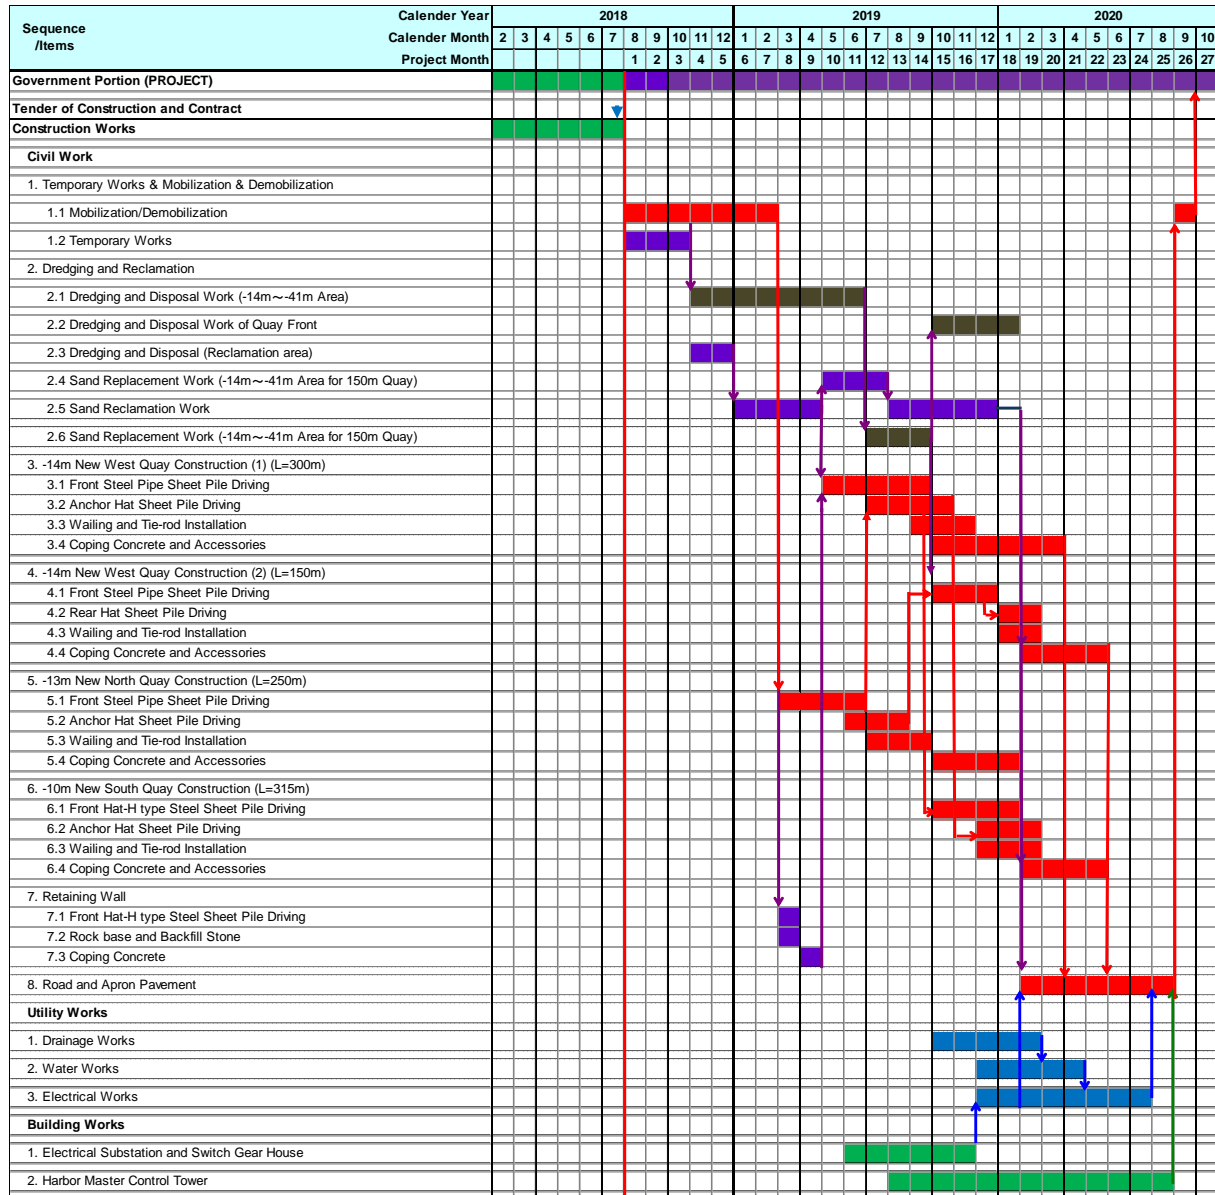 Sequence
/Items
Calender Year 2018 2019 2020
Calender Month 2 3 4 5 6 7 8 9 10 11 12 1 2 3 4 5 6 7 8 9 10 11 12 1 2 3 4 5 6 7 8 9 10
Project Month 1 2 3 4 5 6 7 8 9 10 11 12 13 14 15 16 17 18 19 20 21 22 23 24 25 26 27
Government Portion (PROJECT)
Tender of Construction and Contract
Construction Works
Civil Work
1. Temporary Works & Mobilization & Demobilization
1.1 Mobilization/Demobilization
1.2 Temporary Works
2. Dredging and Reclamation
2.1 Dredging and Disposal Work (-14m～-41m Area)
2.2 Dredging and Disposal Work of Quay Front
2.3 Dredging and Disposal (Reclamation area)
2.4 Sand Replacement Work (-14m～-41m Area for 150m Quay)
2.5 Sand Reclamation Work
2.6 Sand Replacement Work (-14m～-41m Area for 150m Quay)
3. -14m New West Quay Construction (1) (L=300m)
3.1 Front Steel Pipe Sheet Pile Driving
3.2 Anchor Hat Sheet Pile Driving
3.3 Wailing and Tie-rod Installation
3.4 Coping Concrete and Accessories
4. -14m New West Quay Construction (2) (L=150m)
4.1 Front Steel Pipe Sheet Pile Driving
4.2 Rear Hat Sheet Pile Driving
4.3 Wailing and Tie-rod Installation
4.4 Coping Concrete and Accessories
5. -13m New North Quay Construction (L=250m)
5.1 Front Steel Pipe Sheet Pile Driving
5.2 Anchor Hat Sheet Pile Driving
5.3 Wailing and Tie-rod Installation
5.4 Coping Concrete and Accessories
6. -10m New South Quay Construction (L=315m)
6.1 Front Hat-H type Steel Sheet Pile Driving
6.2 Anchor Hat Sheet Pile Driving
6.3 Wailing and Tie-rod Installation
6.4 Coping Concrete and Accessories
7. Retaining Wall
7.1 Front Hat-H type Steel Sheet Pile Driving
7.2 Rock base and Backfill Stone
7.3 Coping Concrete
8. Road and Apron Pavement
Utility Works
1. Drainage Works
2. Water Works
3. Electrical Works
Building Works
1. Electrical Substation and Switch Gear House
2. Harbor Master Control Tower